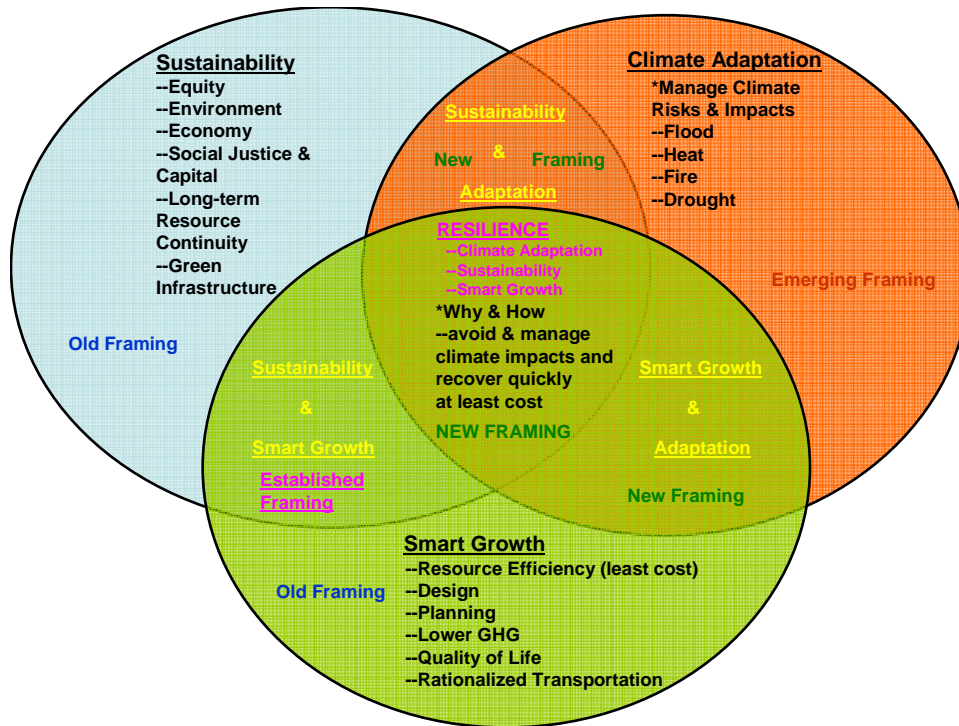 Sustainability
--Equity
--Environment
--Economy
--Social Justice &
Capital
--Long-term
Resource
Continuity
--Green
Infrastructure
Old Framing
Sustainability
&
New Framing
Adaptation
Climate Adaptation
*Manage Climate
Risks & Impacts
--Flood
--Heat
--Fire
--Drought
Emerging Framing
RESILIENCE
--Climate Adaptation
--Sustainability
--Smart Growth
*Why & How
--avoid & manage
climate impacts and
recover quickly
at least cost
NEW FRAMING
Sustainability
&
Smart Growth
Established
Framing
Smart Growth
&
Adaptation
New Framing
Smart Growth
--Resource Efficiency (least cost)
--Design
--Planning
--Lower GHG
--Quality of Life
--Rationalized Transportation
Old Framing